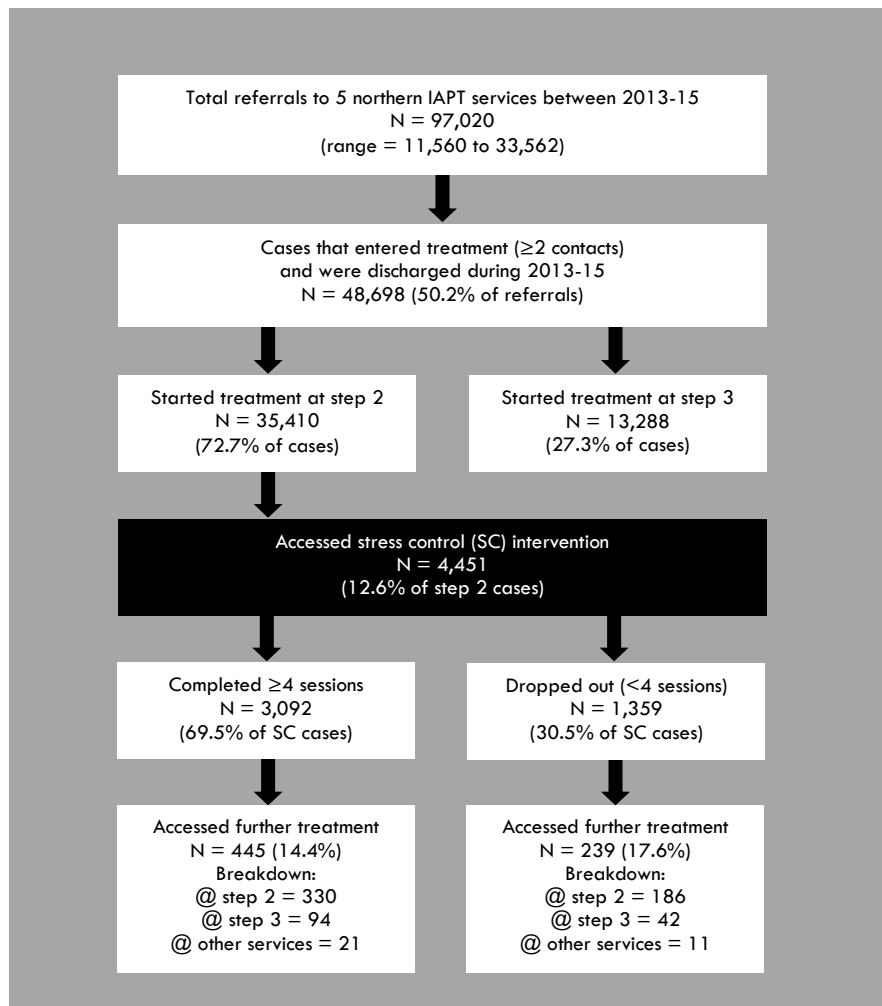 Total referrals to 5 northern IAPT services between 2013-15
N = 97,020
(range = 11,560 to 33,562)
Cases that entered treatment (≥2 contacts)
and were discharged during 2013-15
N = 48,698 (50.2% of referrals)
Started treatment at step 2
N = 35,410
(72.7% of cases)
Started treatment at step 3
N = 13,288
(27.3% of cases)
Accessed stress control (SC) intervention
N = 4,451
(12.6% of step 2 cases)
Completed ≥4 sessions
N = 3,092
(69.5% of SC cases)
Dropped out (<4 sessions)
N = 1,359
(30.5% of SC cases)
Accessed further treatment
N = 445 (14.4%)
Breakdown:
@ step 2 = 330
@ step 3 = 94
@ other services = 21
Accessed further treatment
N = 239 (17.6%)
Breakdown:
@ step 2 = 186
@ step 3 = 42
@ other services = 11